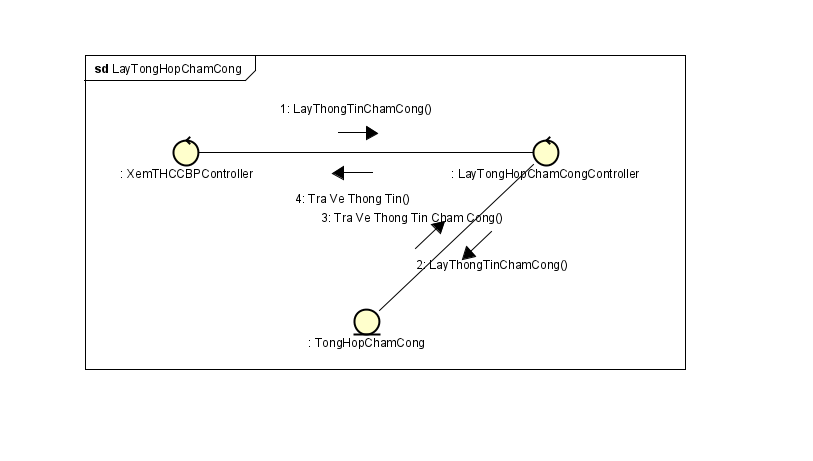 sd LayTongHopChamCong
1: LayThongTinChamCong()
: XemTHCCBPController
: LayTongHopChamCongController
4: Tra Ve Thong Tin()
3: Tra Ve Thong Tin Cham Cong()
2: LayThongTinChamCong()
: TongHopChamCong